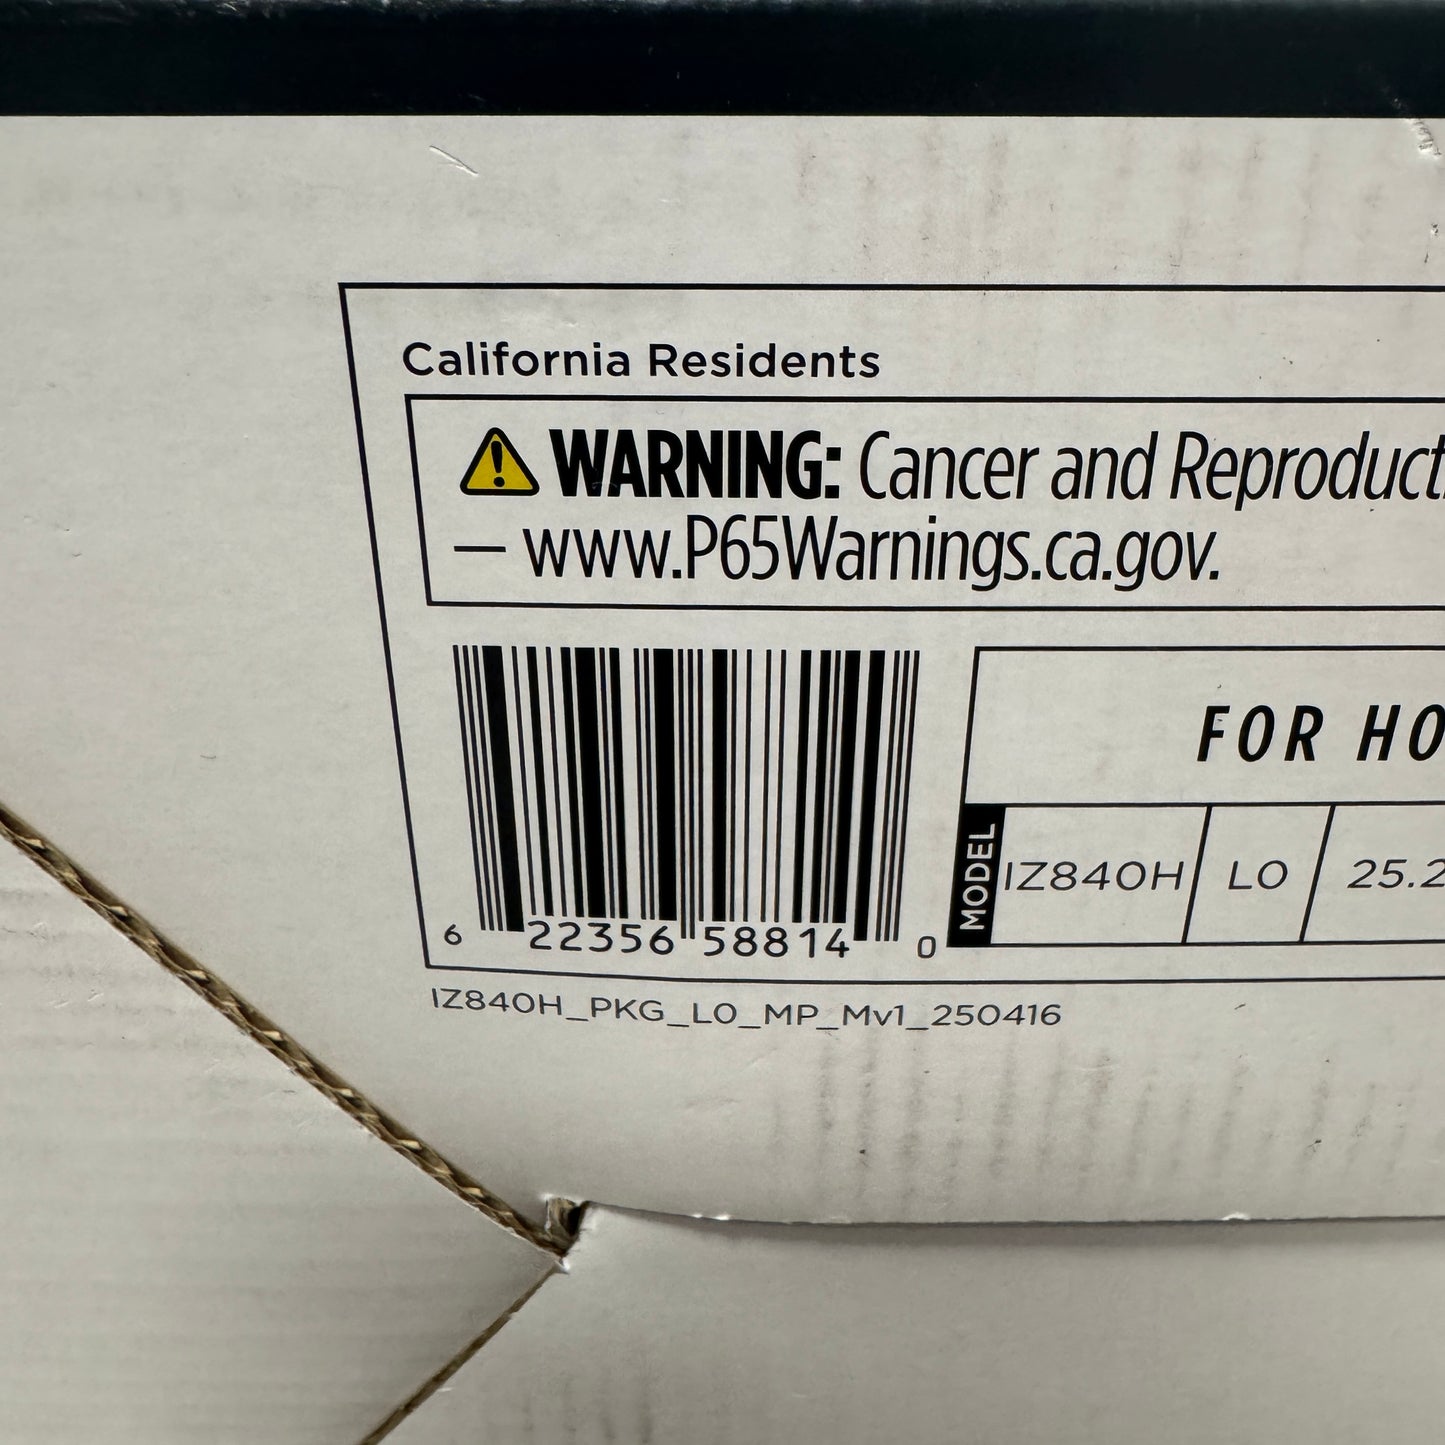 California Residents
WARNING: Cancer and Reproducti
— www.P65Warnings.ca.gov.
FOR HO
MODEL
IZ840H
LO
25.2
6 22356 58814 0
IZ840H_PKG_LO_MP_Mv1_250416